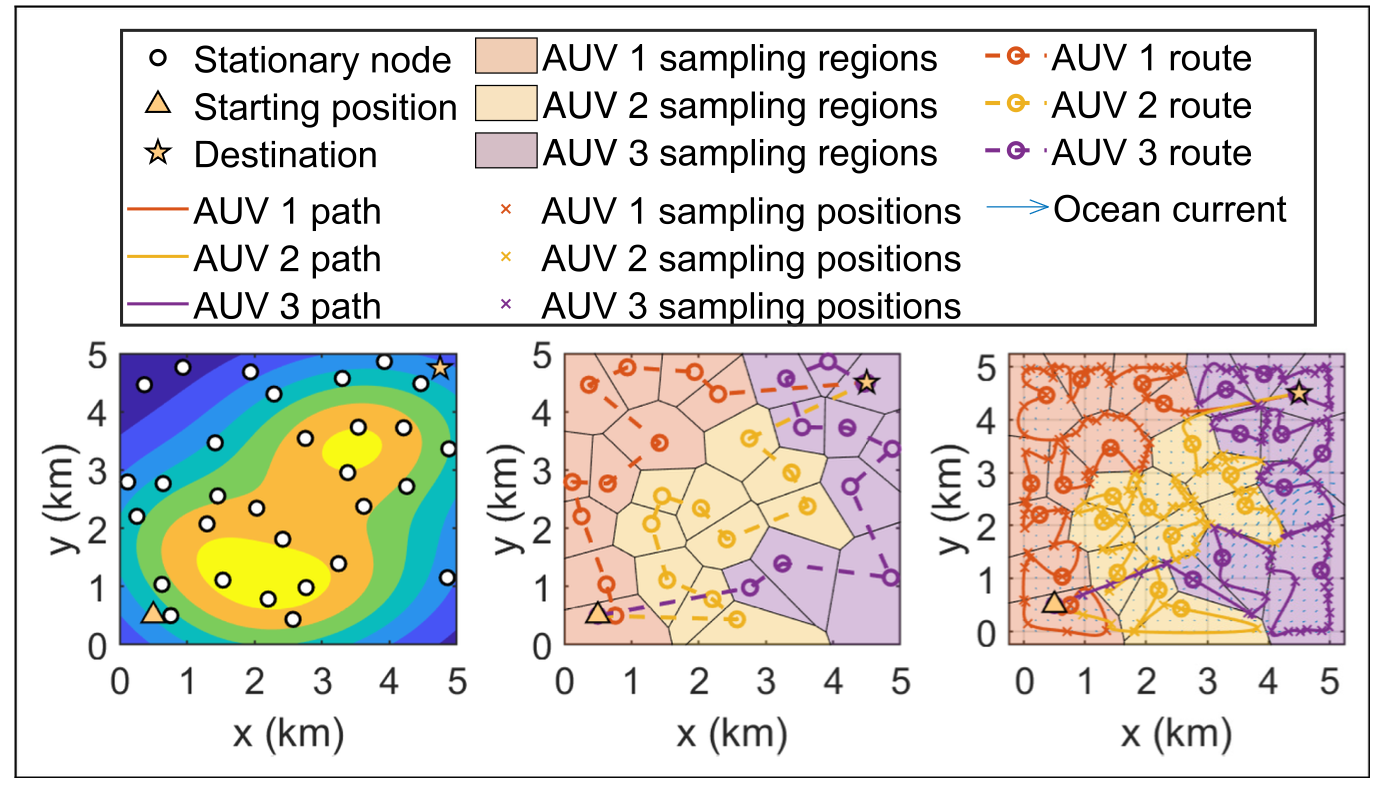 Stationary node
AUV 1 sampling regions
AUV 1 route
Starting position
AUV 2 sampling regions
AUV 2 route
Destination
AUV 3 sampling regions
AUV 3 route
AUV 1 path
AUV 1 sampling positions
Ocean current
AUV 2 path
AUV 2 sampling positions
AUV 3 path
AUV 3 sampling positions
5
4
3
2
1
0
y (km)
0 1 2 3 4 5
x (km)
5
4
3
2
1
0
y (km)
0 1 2 3 4 5
x (km)
5
4
3
2
1
0
y (km)
0 1 2 3 4 5
x (km)